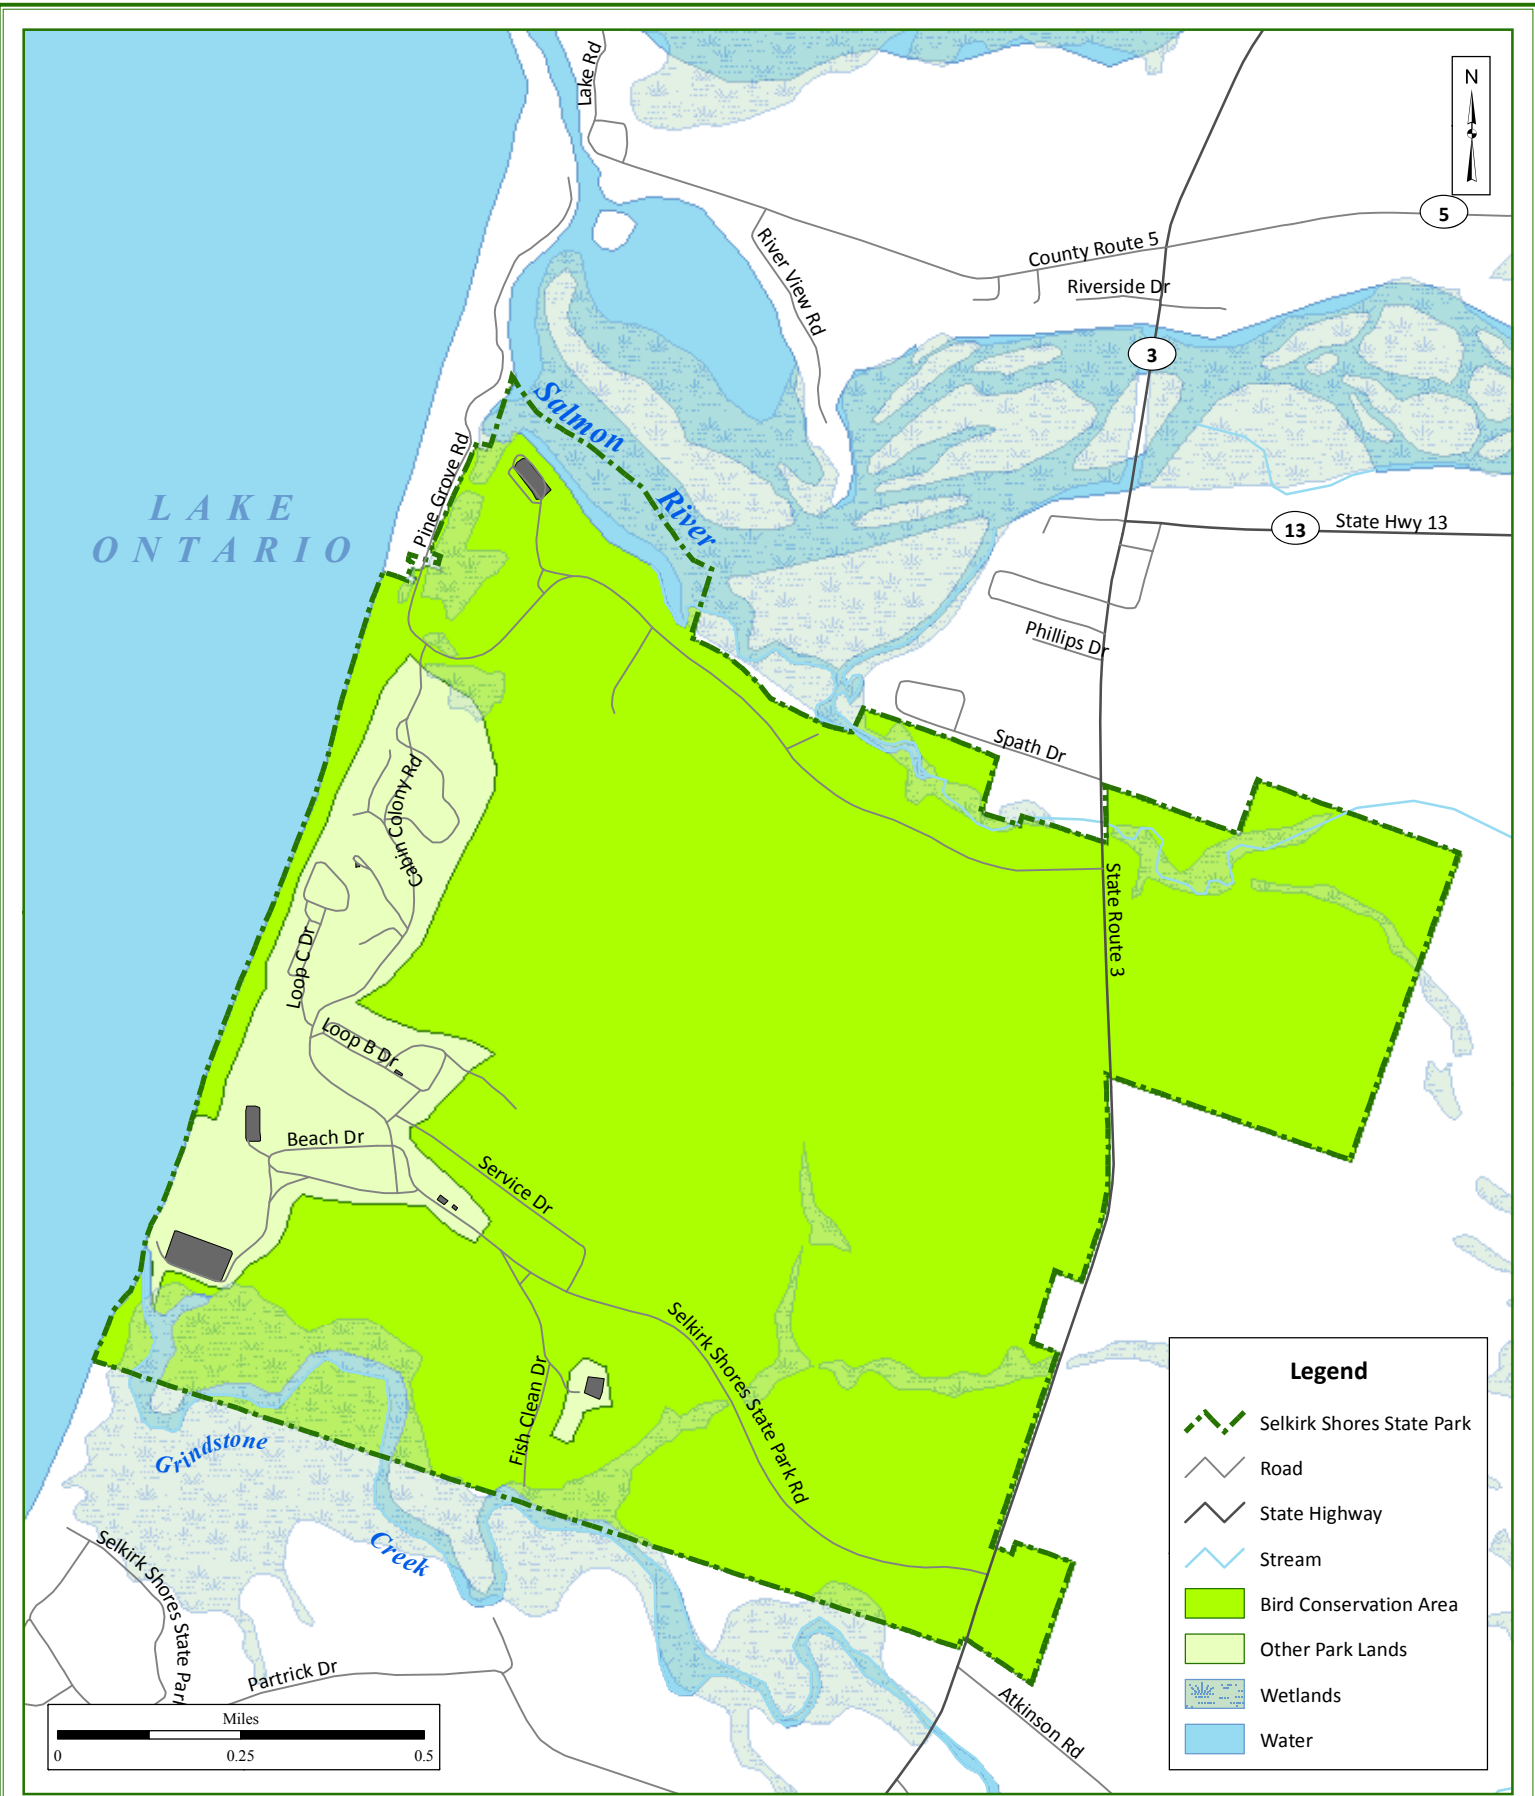 Lake Rd
N
5
County Route 5
River View Rd
Riverside Dr
3
Salmon
River
Pine Grove Rd
LAKE
ONTARIO
13
State Hwy 13
Phillips Dr
Spath Dr
Cabin Colony Rd
State Route 3
Loop C Dr
Loop B Dr
Beach Dr
Service Dr
Selkirk Shores State Park Rd
Fish Clean Dr
Grindstone
Creek
Selkirk Shores State Park
Partrick Dr
Atkinson Rd
Miles
0 0.25 0.5
Legend
Selkirk Shores State Park
Road
State Highway
Stream
Bird Conservation Area
Other Park Lands
Wetlands
Water